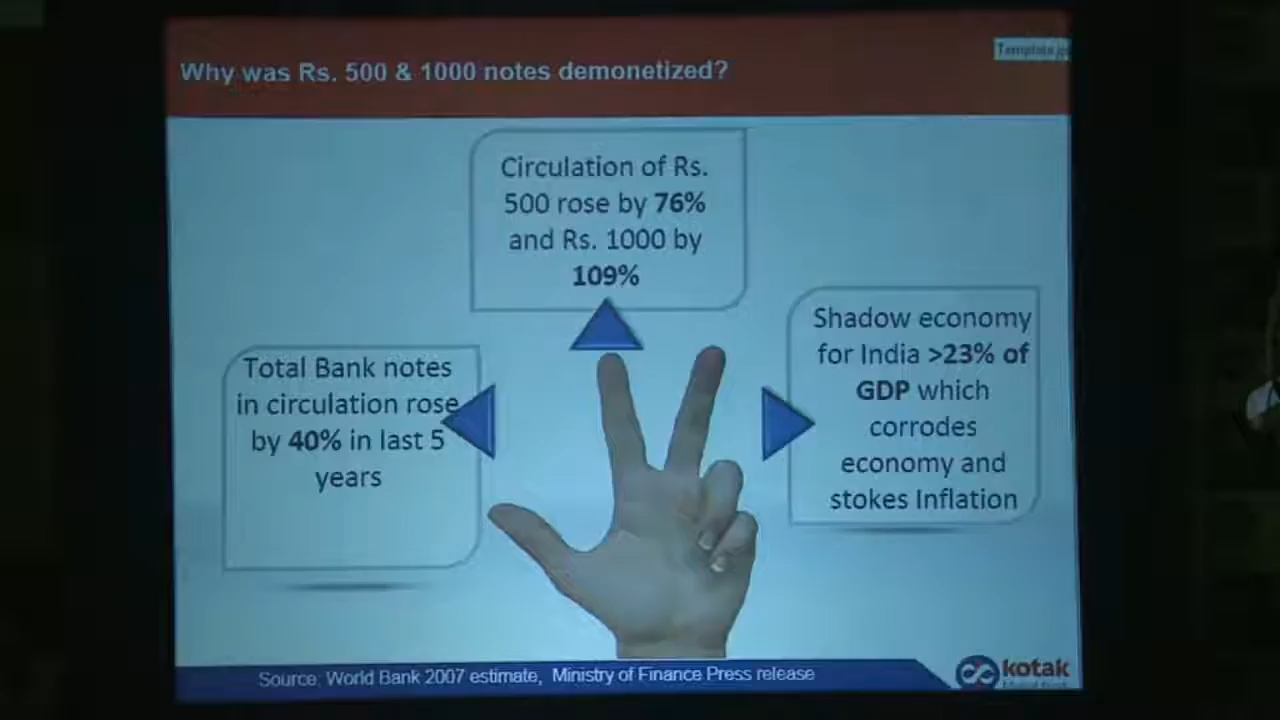 Why was Rs. 500 & 1000 notes demonetized?
Circulation of Rs.
500 rose by 76%
and Rs. 1000 by
109%
Total Bank notes
in circulation rose
by 40% in last 5
years
Shadow economy
for India >23% of
GDP which
corrodes
economy and
stokes Inflation
Source: World Bank 2007 estimate, Ministry of Finance Press release
kotak